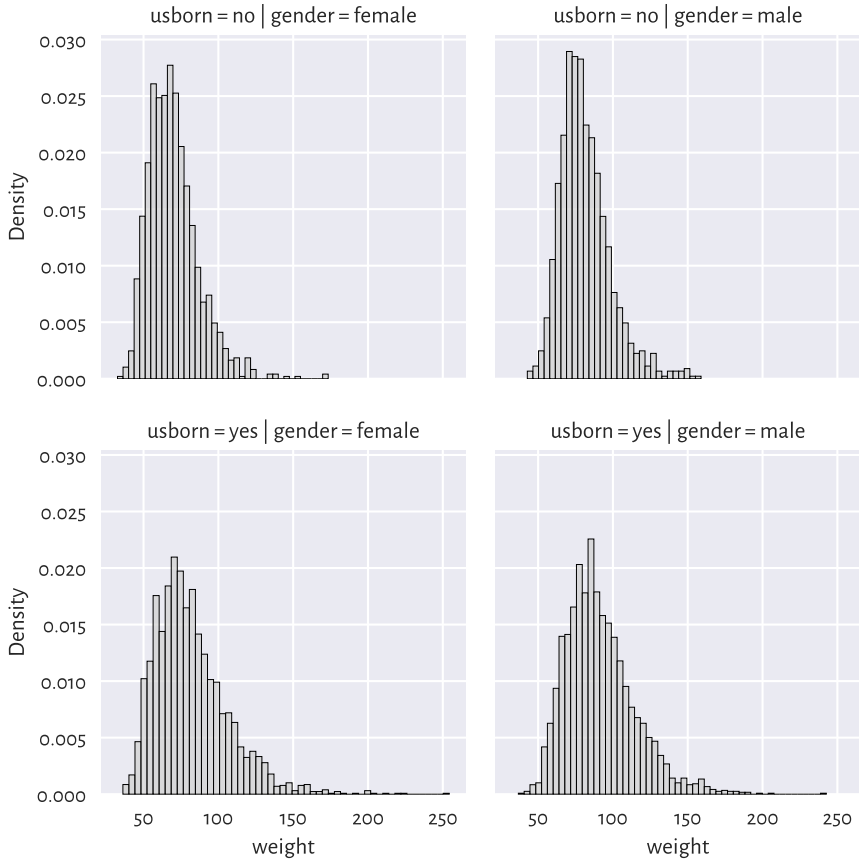 usborn = no | gender = female
usborn = no | gender = male
0.030
0.025
0.020
0.015
0.010
0.005
0.000
Density
usborn = yes | gender = female
usborn = yes | gender = male
0.030
0.025
0.020
0.015
0.010
0.005
0.000
Density
50 100 150 200 250
50 100 150 200 250
weight
weight